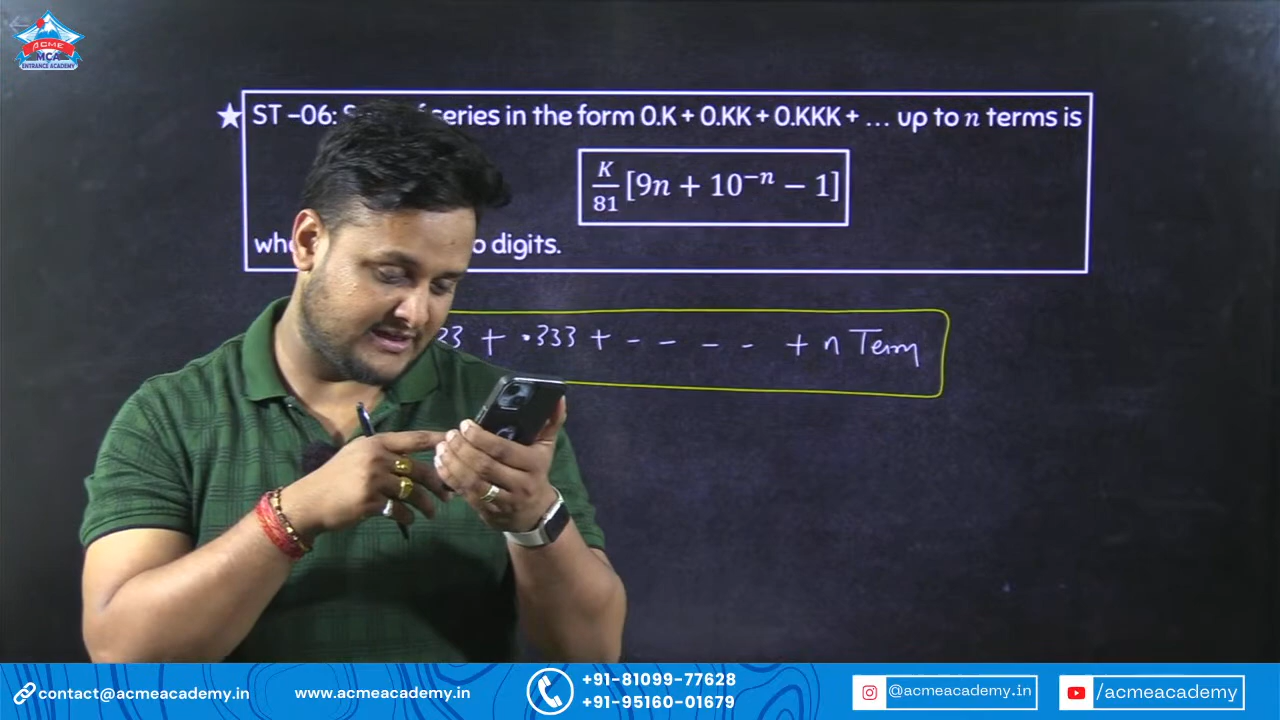 ACME
MCA
ENTRANCE ACADEMY
★ ST –06: series in the form 0.K + 0.KK + 0.KKK + … up to n terms is
K/81 [9n + 10⁻ⁿ − 1]
digits.
33 + .333 + - - - - + n Term
contact@acmeacademy.in
www.acmeacademy.in
+91-81099-77628
+91-95160-01679
@acmeacademy.in
/acmeacademy